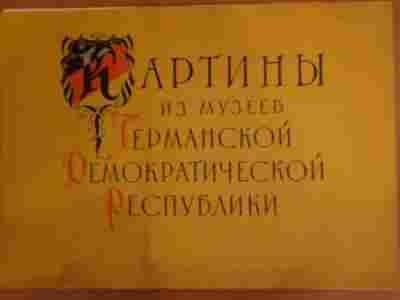 КАРТИНЫ
ИЗ МУЗЕЕВ
ГЕРМАНСКОЙ
ДЕМОКРАТИЧЕСКОЙ
РЕСПУБЛИКИ